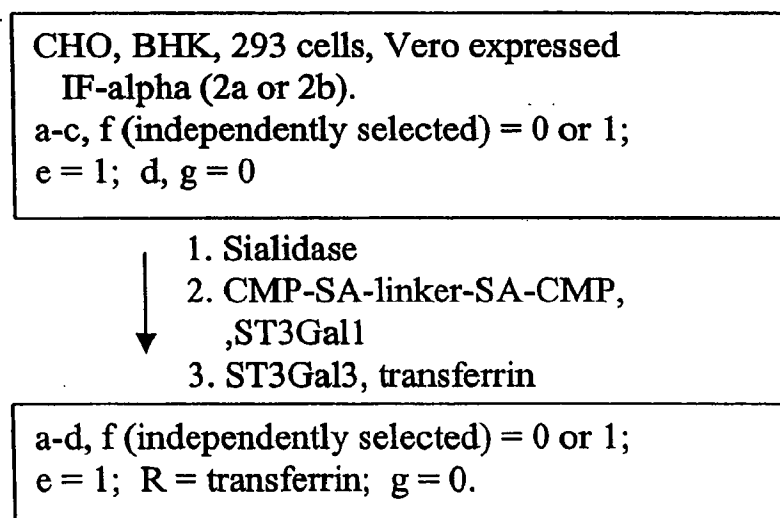 CHO, BHK, 293 cells, Vero expressed
IF-alpha (2a or 2b).
a-c, f (independently selected) = 0 or 1;
e = 1; d, g = 0
1. Sialidase
2. CMP-SA-linker-SA-CMP,
,ST3Gal1
3. ST3Gal3, transferrin
a-d, f (independently selected) = 0 or 1;
e = 1; R = transferrin; g = 0.